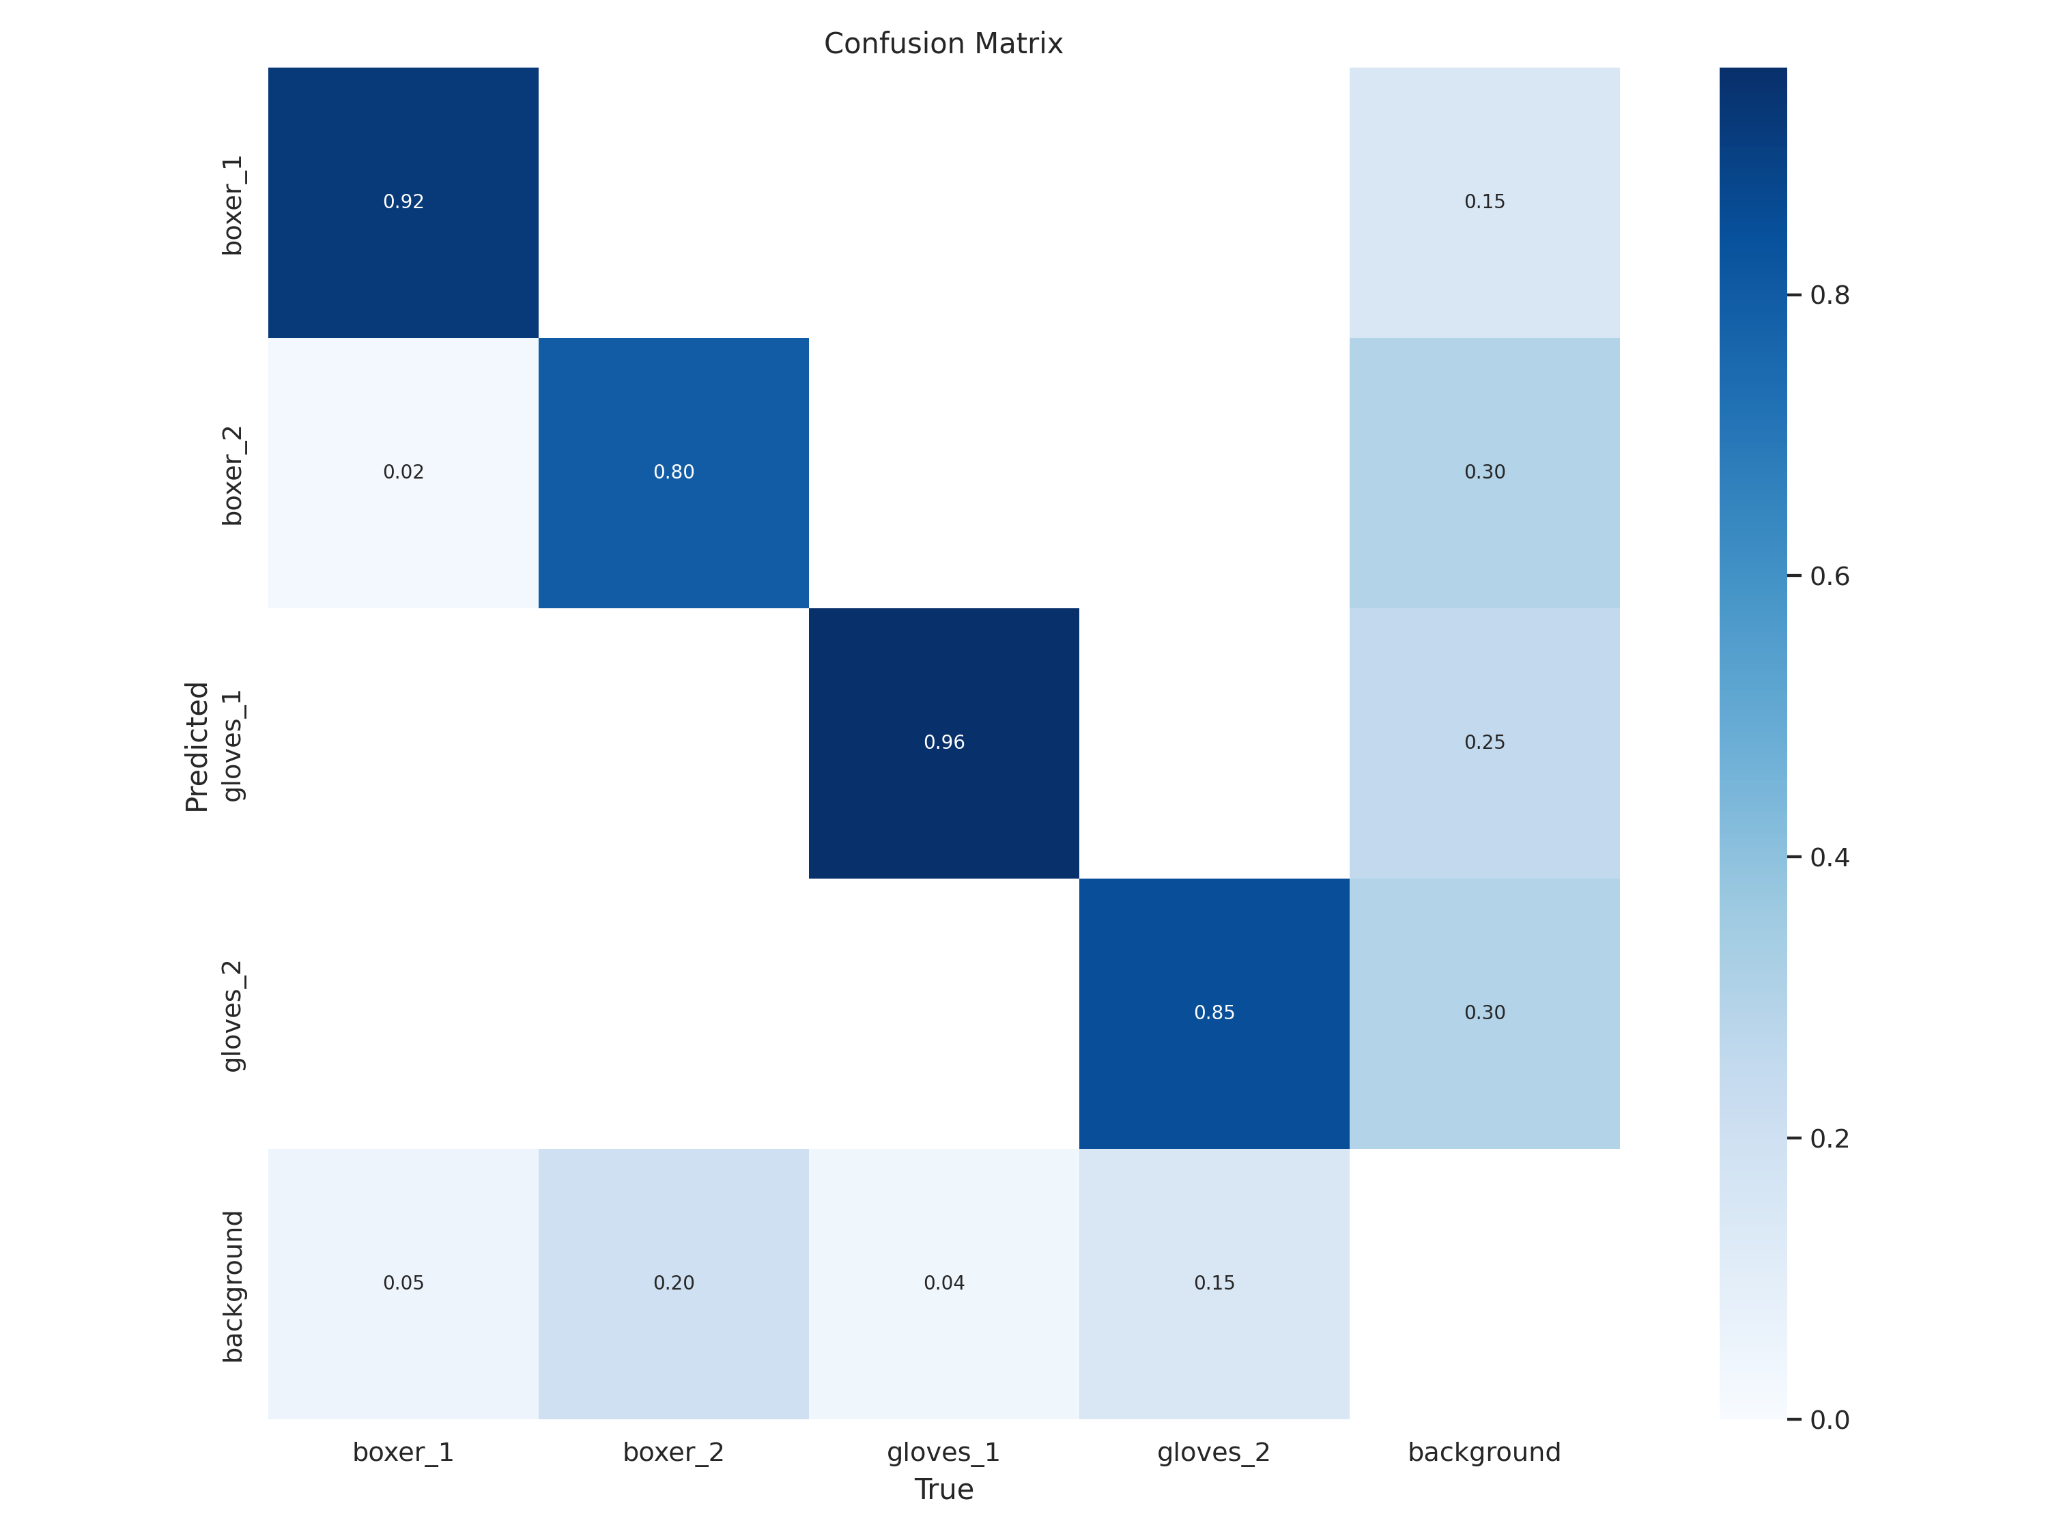 Confusion Matrix
boxer_1
0.92
0.15
boxer_2
0.02
0.80
0.30
Predicted
gloves_1
0.96
0.25
gloves_2
0.85
0.30
background
0.05
0.20
0.04
0.15
boxer_1
boxer_2
gloves_1
gloves_2
background
True
0.8
0.6
0.4
0.2
0.0